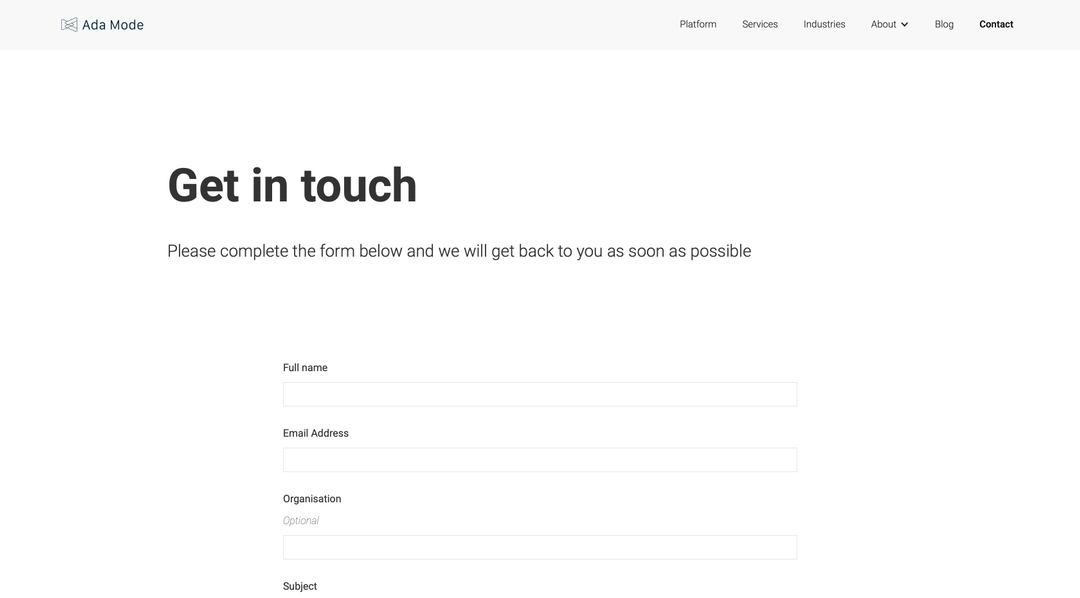 Ada Mode
Platform Services Industries About Blog Contact
Get in touch
Please complete the form below and we will get back to you as soon as possible
Full name
Email Address
Organisation
Optional
Subject